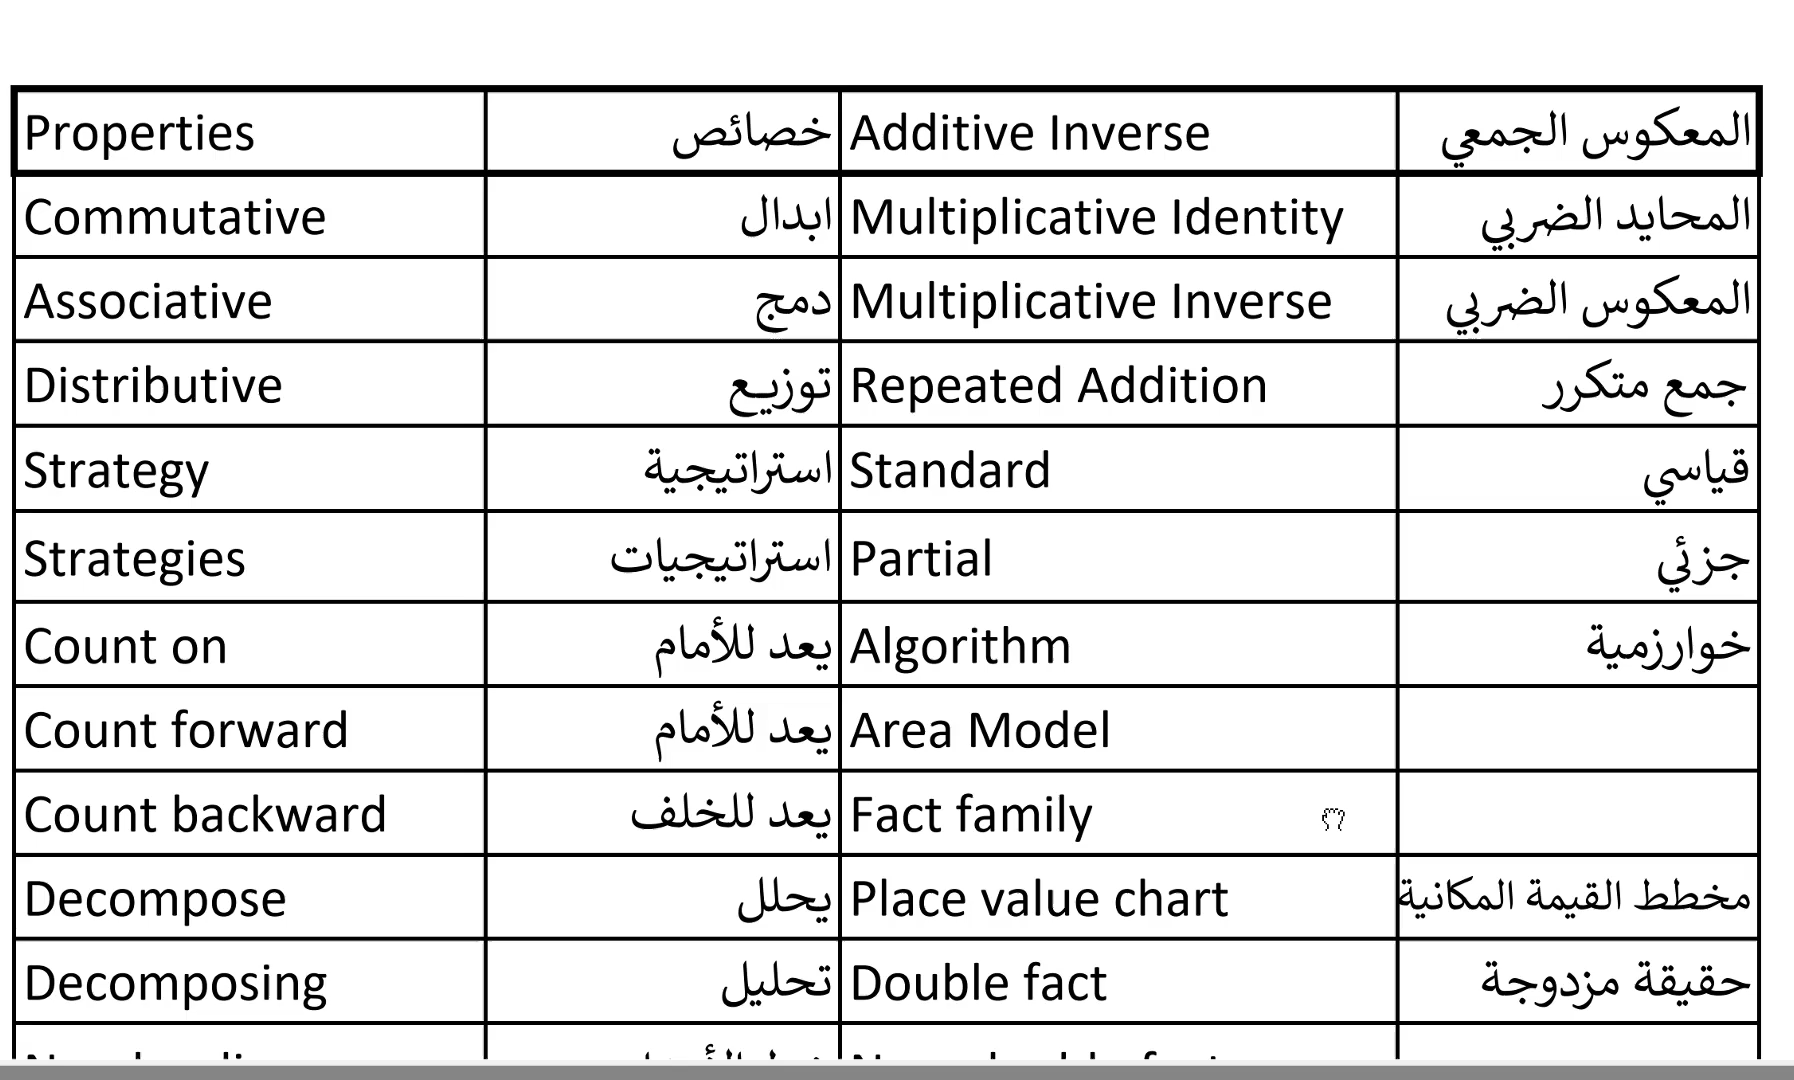 Properties خصائص Additive Inverse المعكوس الجمعي
Commutative ابدال Multiplicative Identity المحايد الضربي
Associative دمج Multiplicative Inverse المعكوس الضربي
Distributive توزيع Repeated Addition جمع متكرر
Strategy استراتيجية Standard قياسي
Strategies استراتيجيات Partial جزئي
Count on يعد للأمام Algorithm خوارزمية
Count forward يعد للأمام Area Model
Count backward يعد للخلف Fact family
Decompose يحلل Place value chart مخطط القيمة المكانية
Decomposing تحليل Double fact حقيقة مزدوجة